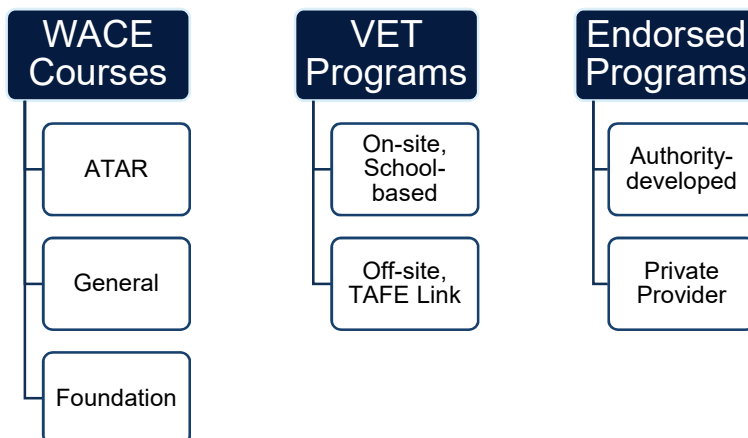 WACE
Courses
ATAR
General
Foundation
VET
Programs
On-site,
School-
based
Off-site,
TAFE Link
Endorsed
Programs
Authority-
developed
Private
Provider